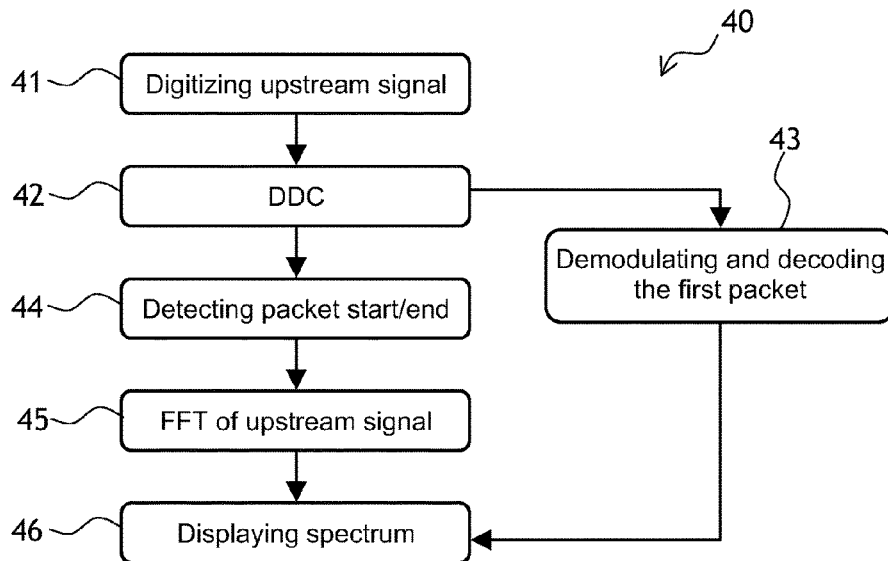 40
41
Digitizing upstream signal
42
DDC
43
Demodulating and decoding
the first packet
44
Detecting packet start/end
45
FFT of upstream signal
46
Displaying spectrum